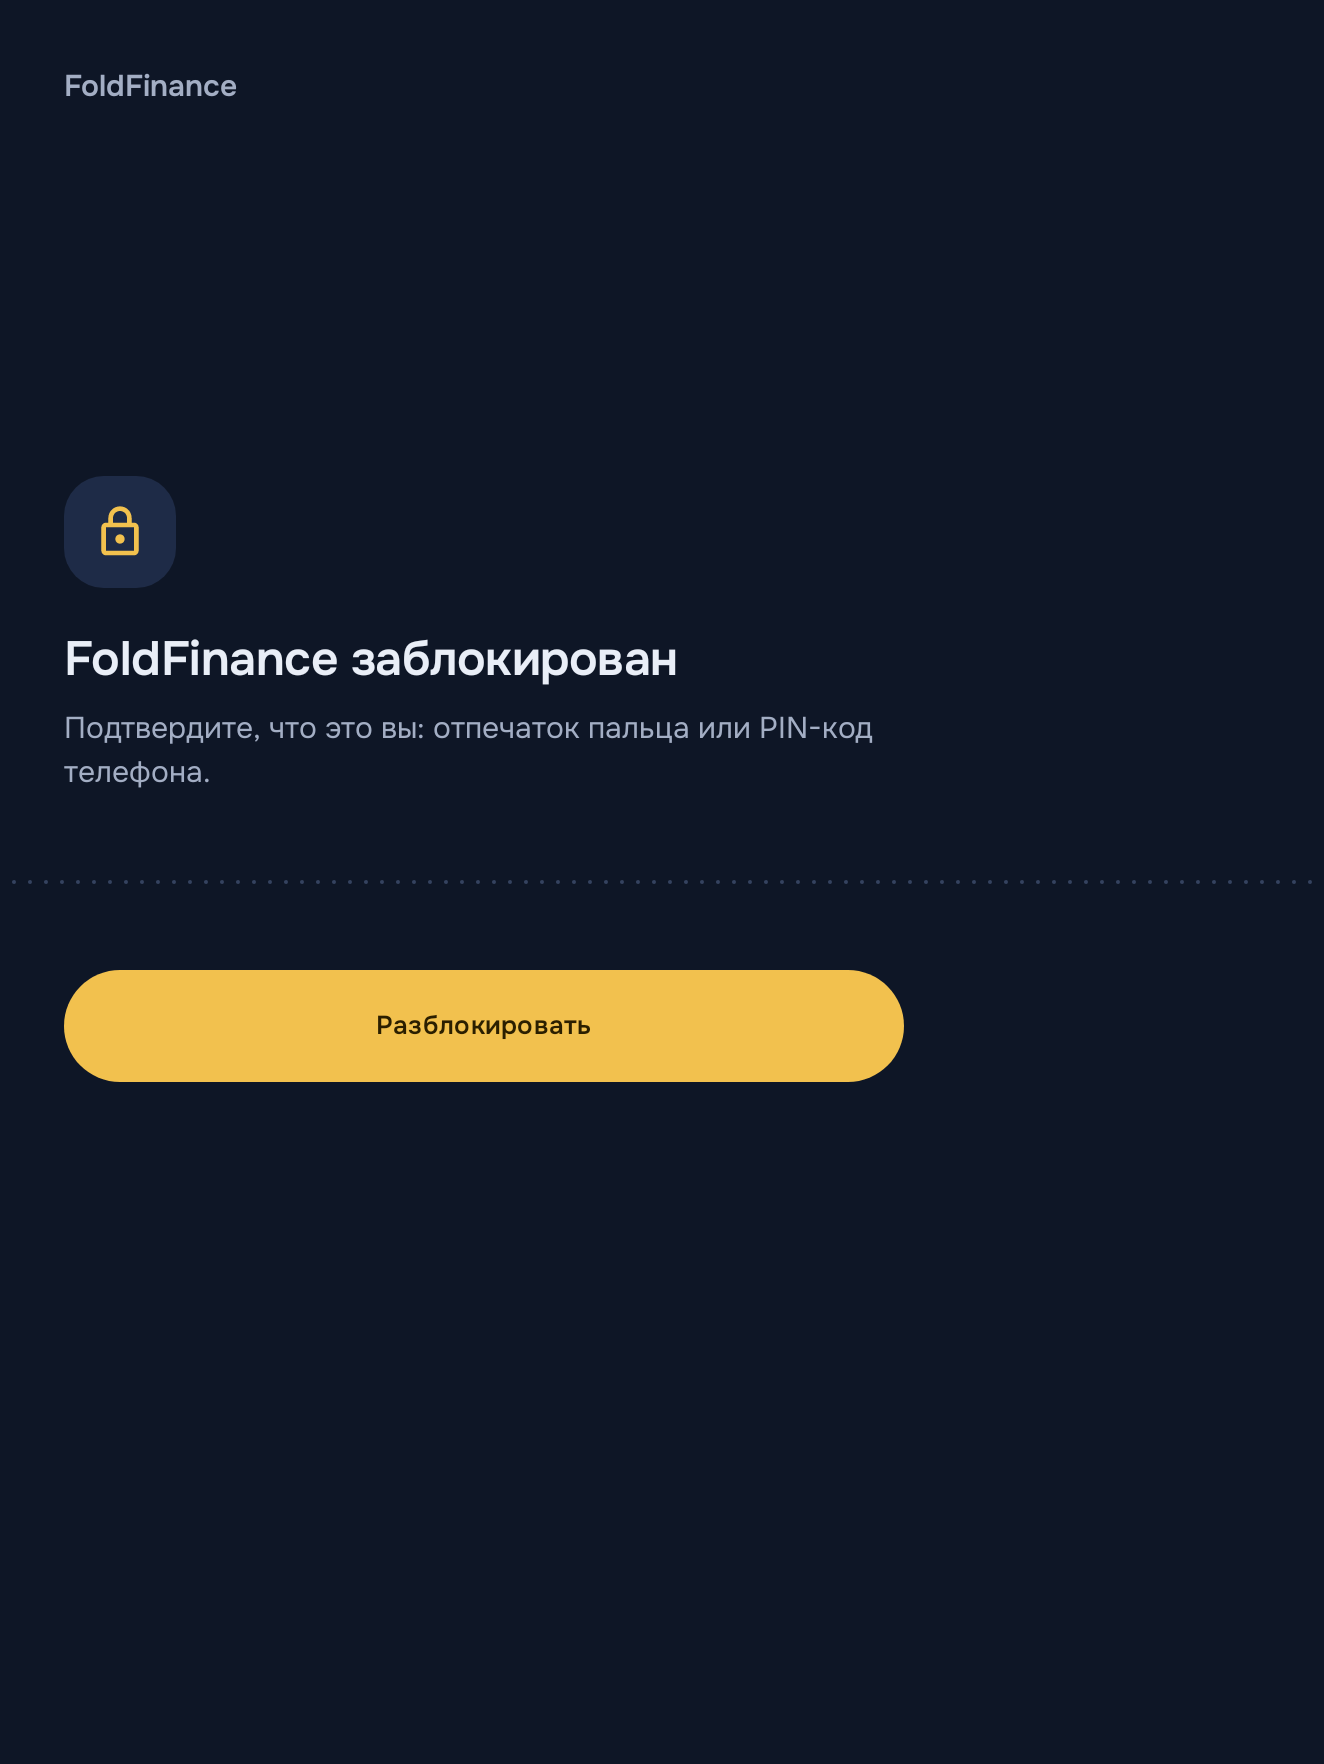 FoldFinance
FoldFinance заблокирован
Подтвердите, что это вы: отпечаток пальца или PIN-код
телефона.
Разблокировать